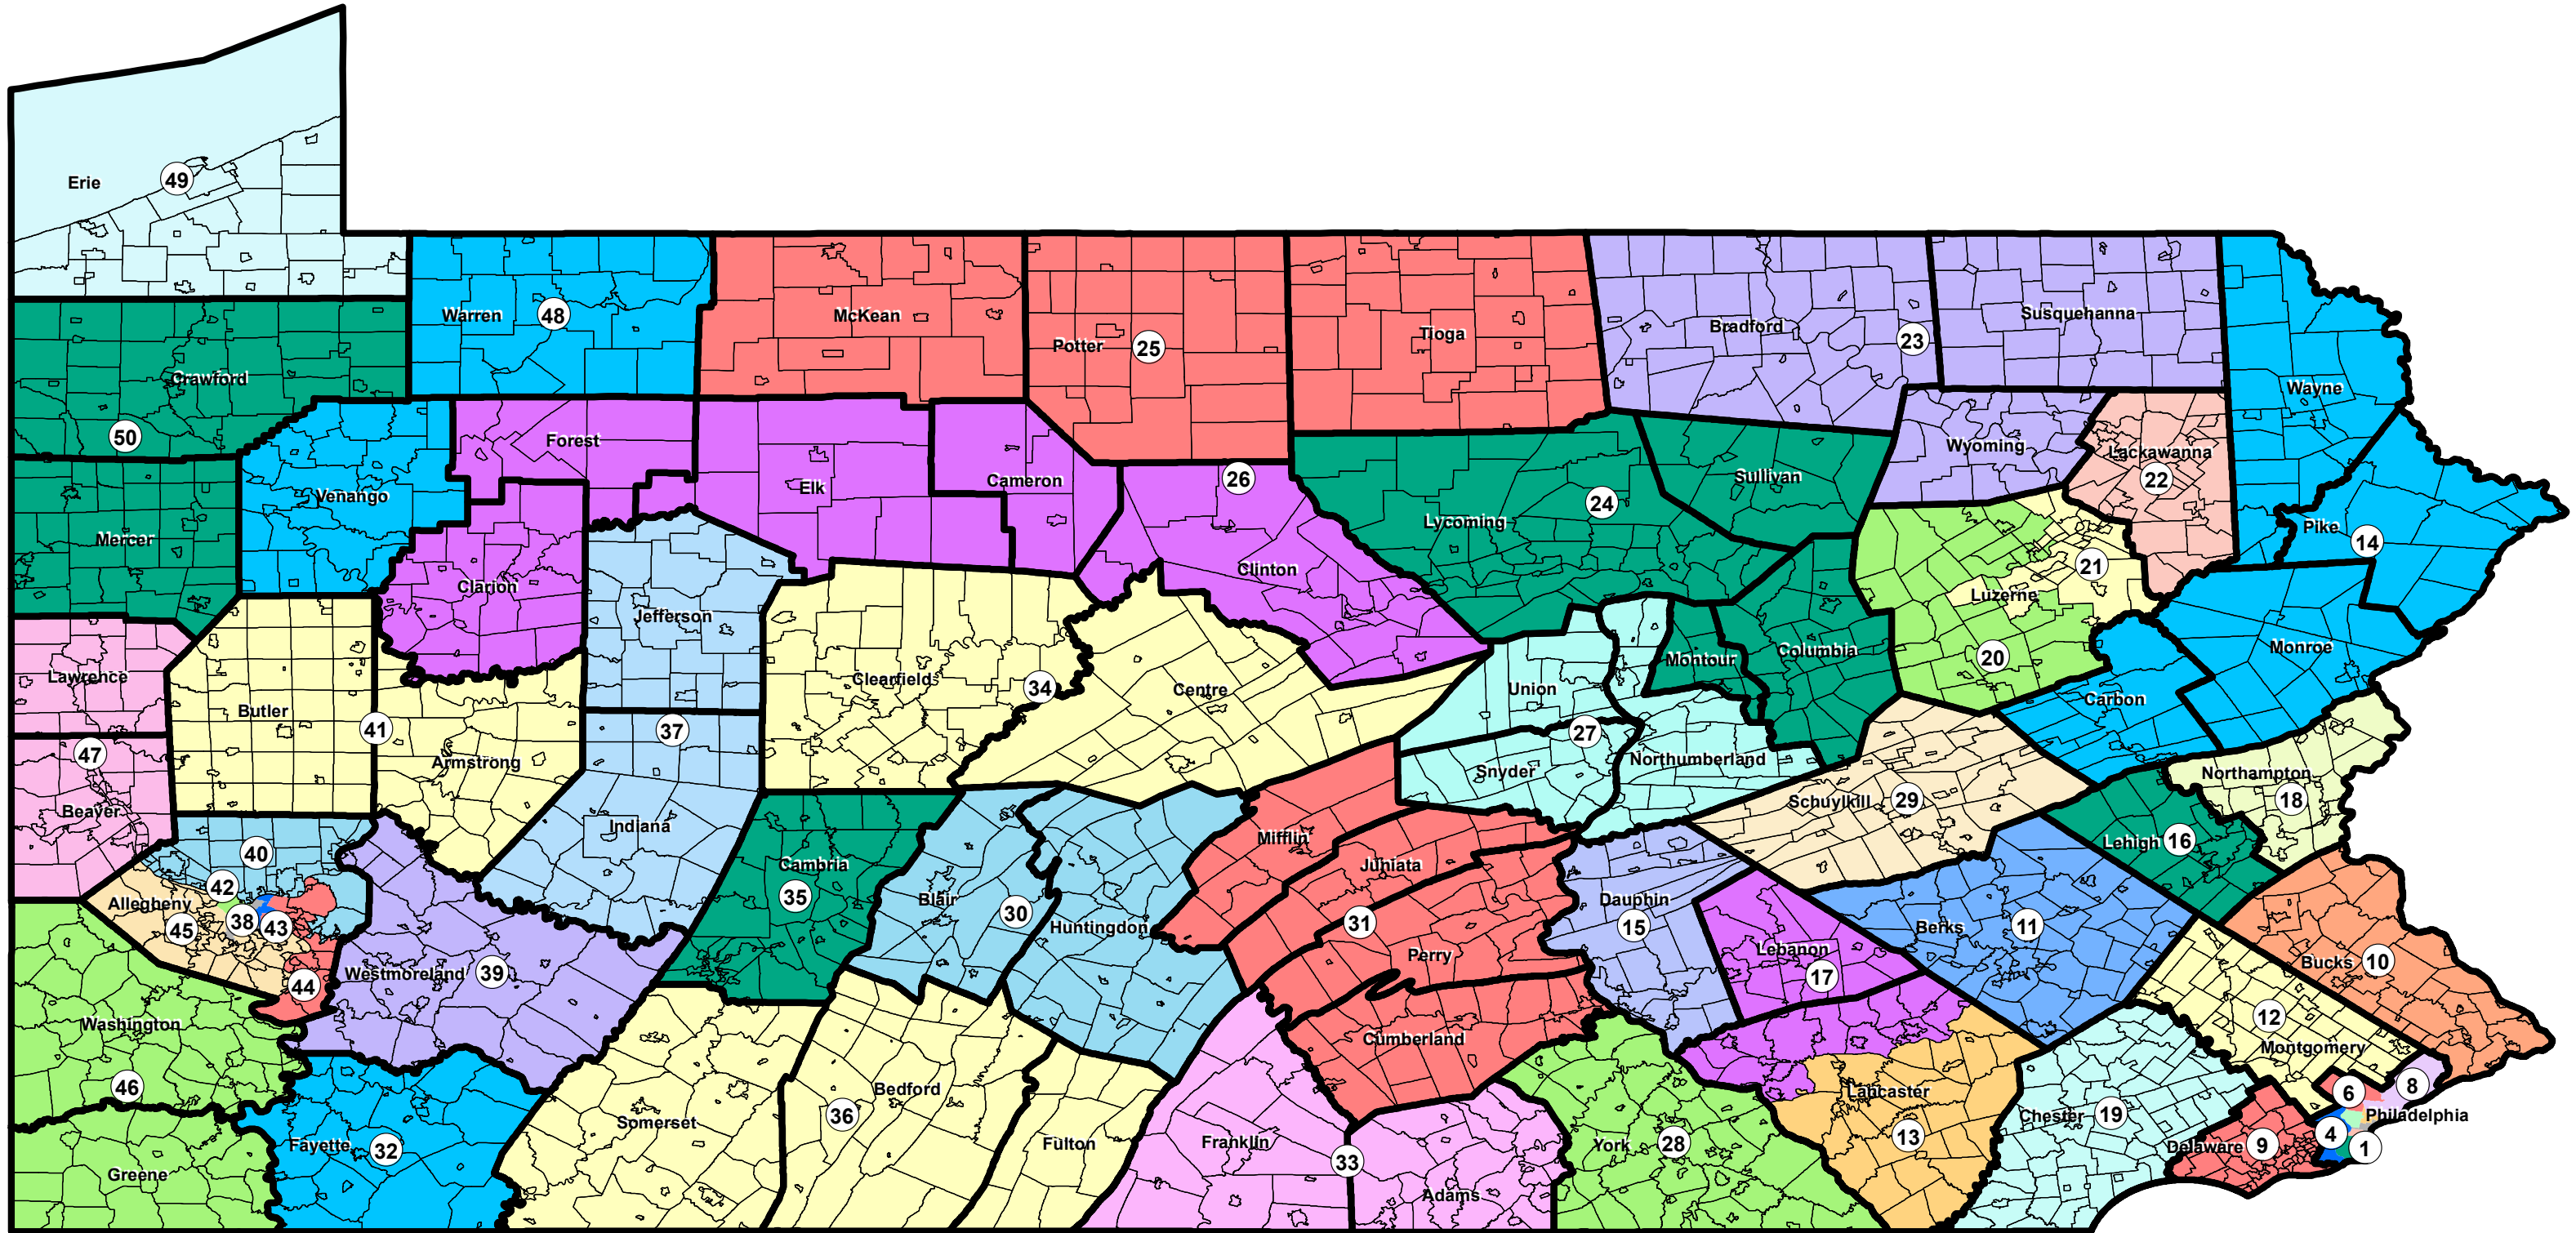 Erie
49
Warren
48
McKean
Potter
25
Tioga
Bradford
23
Susquehanna
Wayne
Crawford
50
Forest
Venango
Elk
Cameron
26
Lycoming
24
Sullivan
Wyoming
Lackawanna
22
Mercer
Clarion
Clinton
21
Luzerne
20
Pike
14
Jefferson
Lawrence
Butler
41
Clearfield
34
Centre
Union
Montour
Columbia
Monroe
Carbon
47
Beaver
Armstrong
37
Indiana
27
Snyder
Northumberland
Schuylkill
29
Northampton
18
Lehigh
16
40
42
Allegheny
45
38
43
44
Cambria
35
Blair
30
Huntingdon
Mifflin
Juniata
31
Perry
Dauphin
15
Lebanon
17
Berks
11
Bucks
10
Westmoreland
39
Washington
46
Cumberland
12
Montgomery
Greene
Fayette
32
Somerset
36
Bedford
Fulton
Franklin
33
Adams
York
28
Lancaster
13
Chester
19
Delaware
9
6
8
Philadelphia
4
1